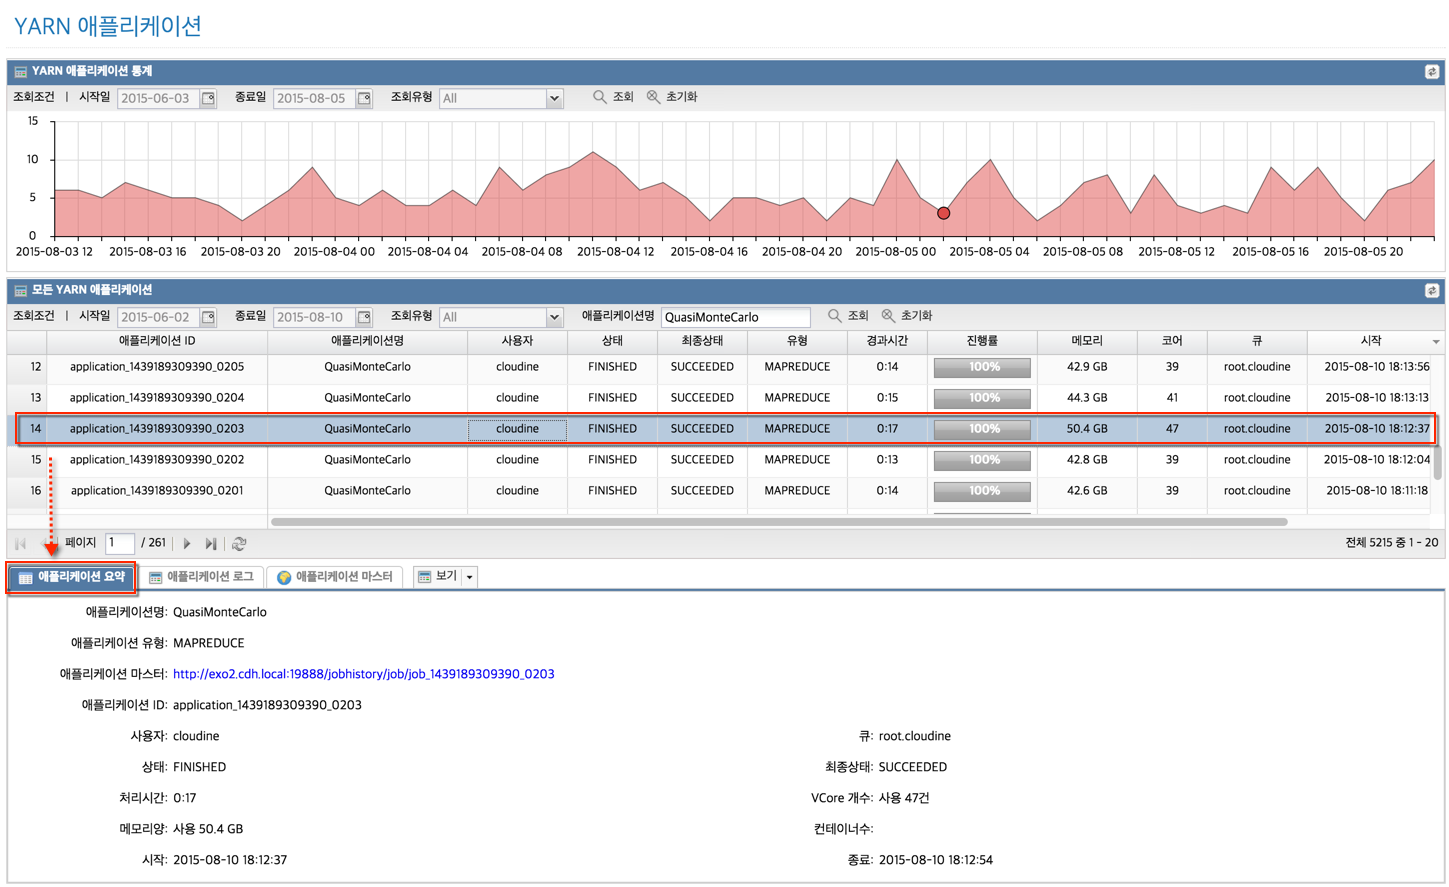 YARN 애플리케이션
YARN 애플리케이션 통계
조회조건 | 시작일 2015-06-03 종료일 2015-08-05 조회유형 All 조회 초기화
15
10
5
0
2015-08-03 12 2015-08-03 16 2015-08-03 20 2015-08-04 00 2015-08-04 04 2015-08-04 08 2015-08-04 12 2015-08-04 16 2015-08-04 20 2015-08-05 00 2015-08-05 04 2015-08-05 08 2015-08-05 12 2015-08-05 16 2015-08-05 20
모든 YARN 애플리케이션
조회조건 | 시작일 2015-06-02 종료일 2015-08-10 조회유형 All 애플리케이션명 QuasiMonteCarlo 조회 초기화
애플리케이션 ID 애플리케이션명 사용자 상태 최종상태 유형 경과시간 진행률 메모리 코어 큐 시작
12 application_1439189309390_0205 QuasiMonteCarlo cloudine FINISHED SUCCEEDED MAPREDUCE 0:14 100% 42.9 GB 39 root.cloudine 2015-08-10 18:13:56
13 application_1439189309390_0204 QuasiMonteCarlo cloudine FINISHED SUCCEEDED MAPREDUCE 0:15 100% 44.3 GB 41 root.cloudine 2015-08-10 18:13:13
14 application_1439189309390_0203 QuasiMonteCarlo cloudine FINISHED SUCCEEDED MAPREDUCE 0:17 100% 50.4 GB 47 root.cloudine 2015-08-10 18:12:37
15 application_1439189309390_0202 QuasiMonteCarlo cloudine FINISHED SUCCEEDED MAPREDUCE 0:13 100% 42.8 GB 39 root.cloudine 2015-08-10 18:12:04
16 application_1439189309390_0201 QuasiMonteCarlo cloudine FINISHED SUCCEEDED MAPREDUCE 0:14 100% 42.6 GB 39 root.cloudine 2015-08-10 18:11:18
페이지 1 / 261 전체 5215 중 1 - 20
애플리케이션 요약 애플리케이션 로그 애플리케이션 마스터 보기
애플리케이션명: QuasiMonteCarlo
애플리케이션 유형: MAPREDUCE
애플리케이션 마스터: http://exo2.cdh.local:19888/jobhistory/job/job_1439189309390_0203
애플리케이션 ID: application_1439189309390_0203
사용자: cloudine 큐: root.cloudine
상태: FINISHED 최종상태: SUCCEEDED
처리시간: 0:17 VCore 개수: 사용 47건
메모리양: 사용 50.4 GB 컨테이너수:
시작: 2015-08-10 18:12:37 종료: 2015-08-10 18:12:54